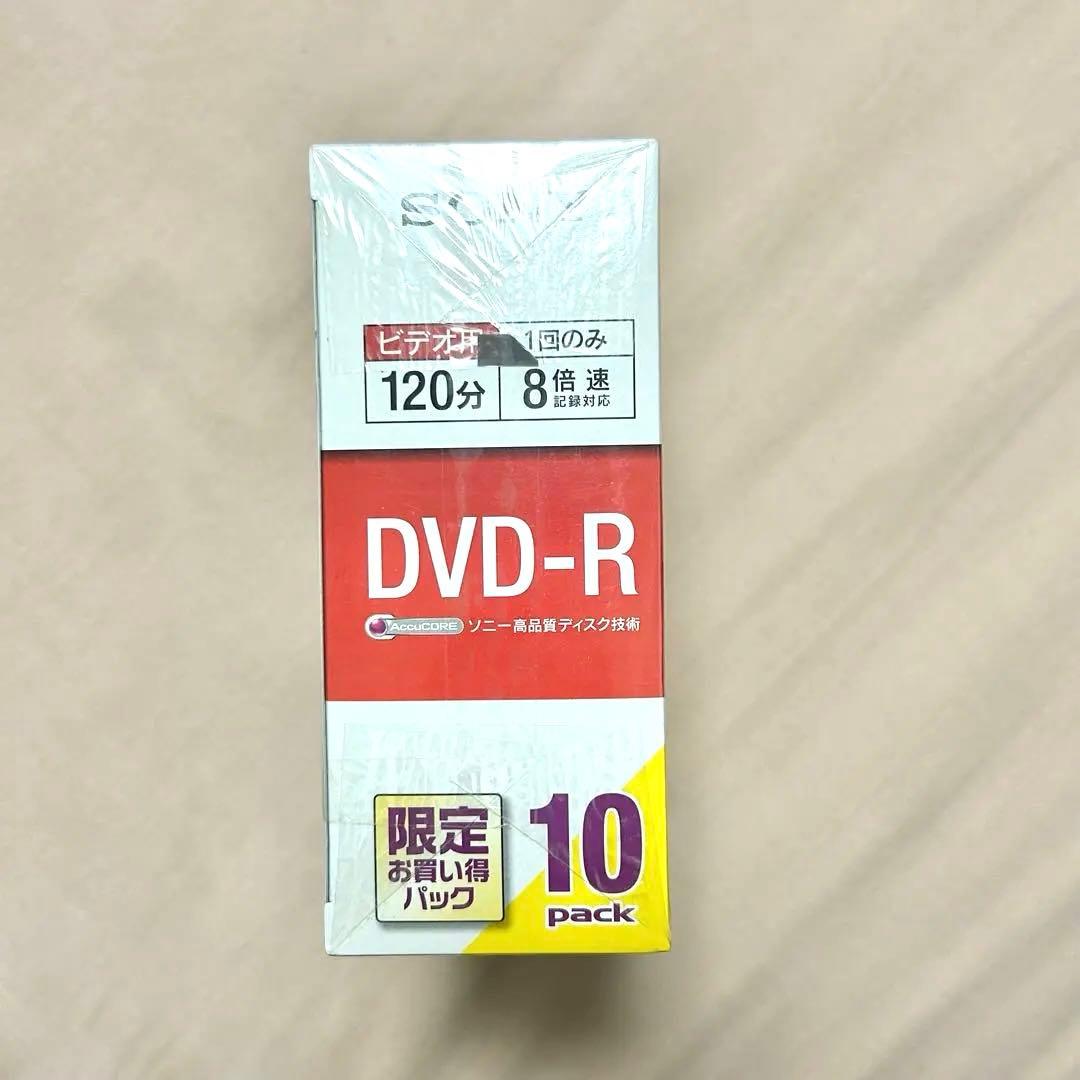 SONY
ビデオ用 1回のみ
120分 8倍速
記録対応
DVD-R
AccuCORE ソニー高品質ディスク技術
限定
お買い得
パック
10
pack